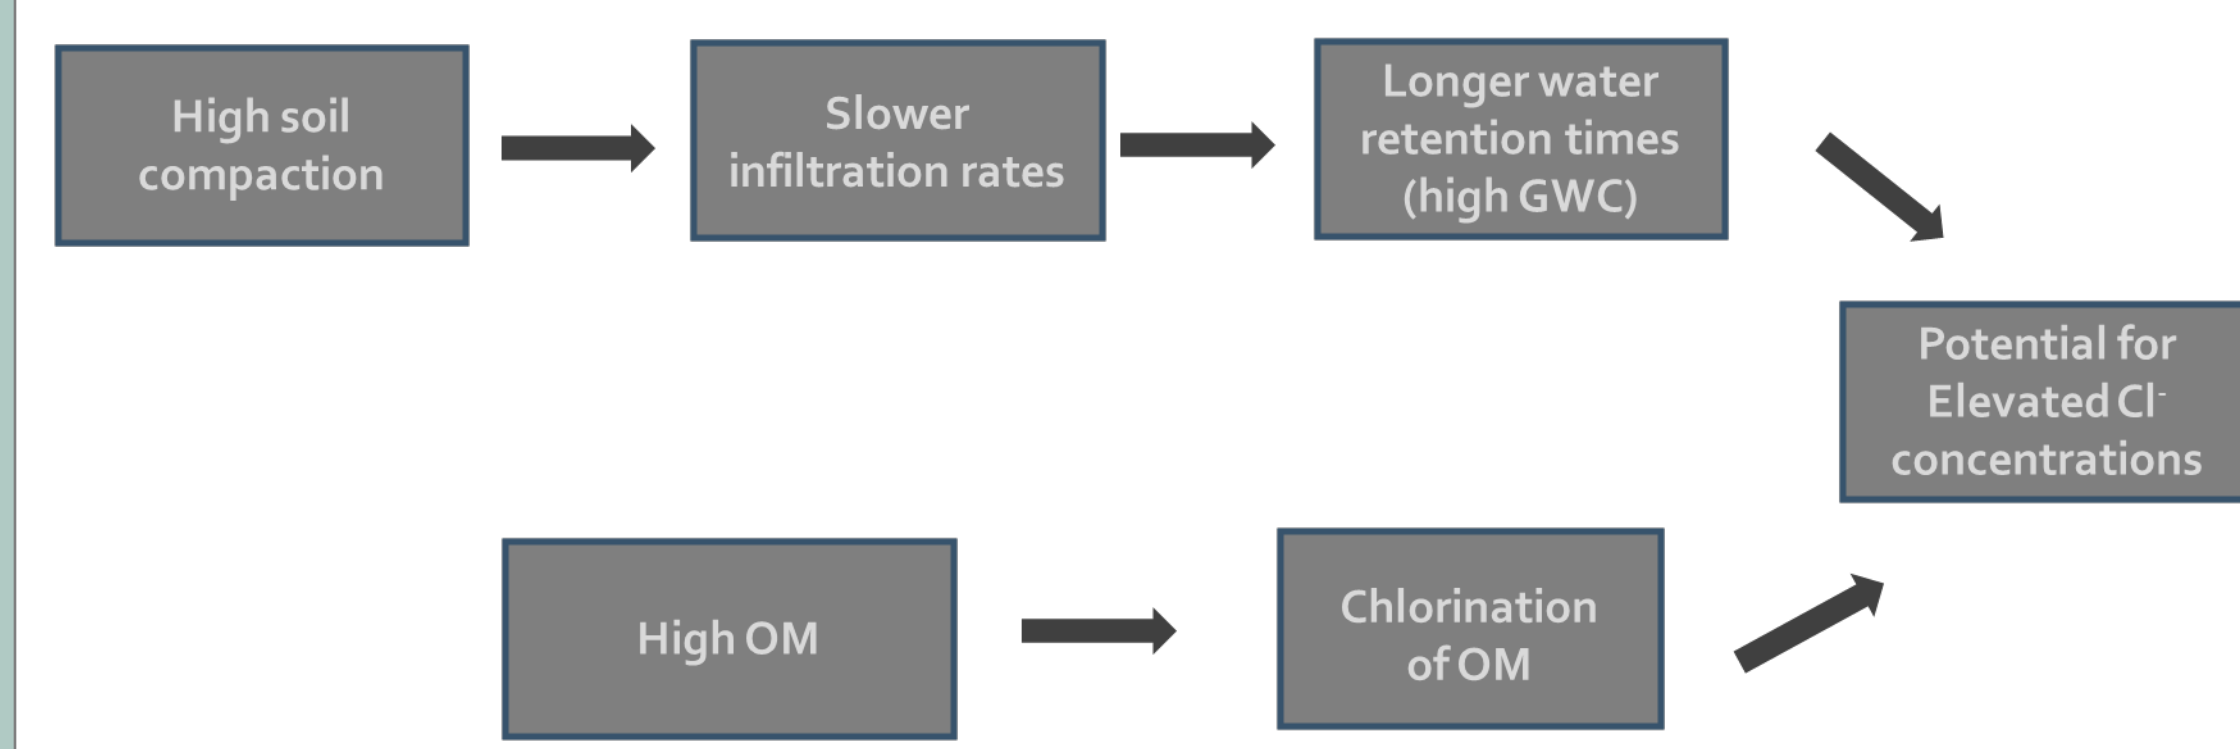 High soil
compaction
Slower
infiltration rates
Longer water
retention times
(high GWC)
Potential for
Elevated Cl⁻
concentrations
High OM
Chlorination
of OM